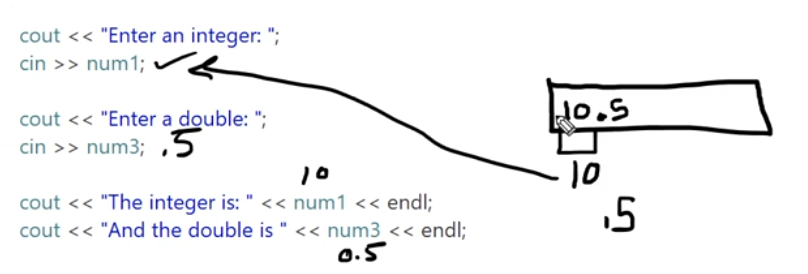 cout << "Enter an integer: ";
cin >> num1;
10.5
cout << "Enter a double: ";
cin >> num3; .5
10
10
.5
cout << "The integer is: " << num1 << endl;
cout << "And the double is " << num3 << endl;
0.5